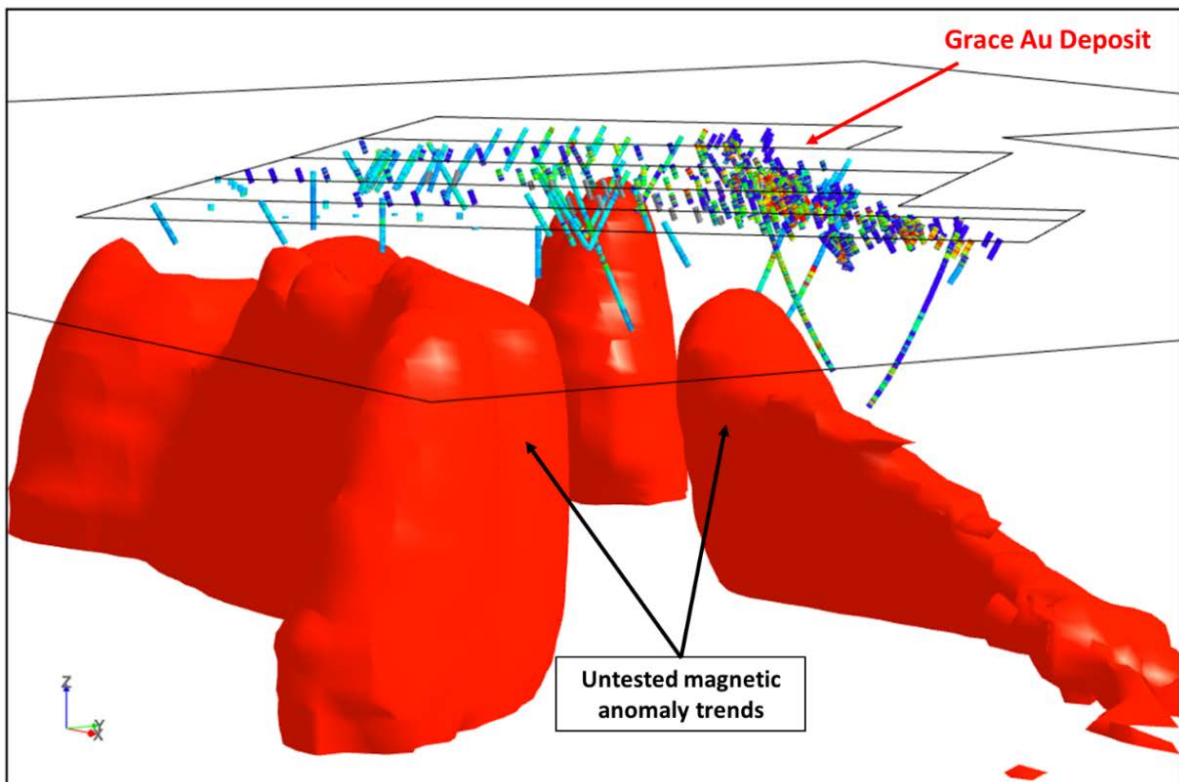 Grace Au Deposit
Untested magnetic
anomaly trends
Z
Y
X